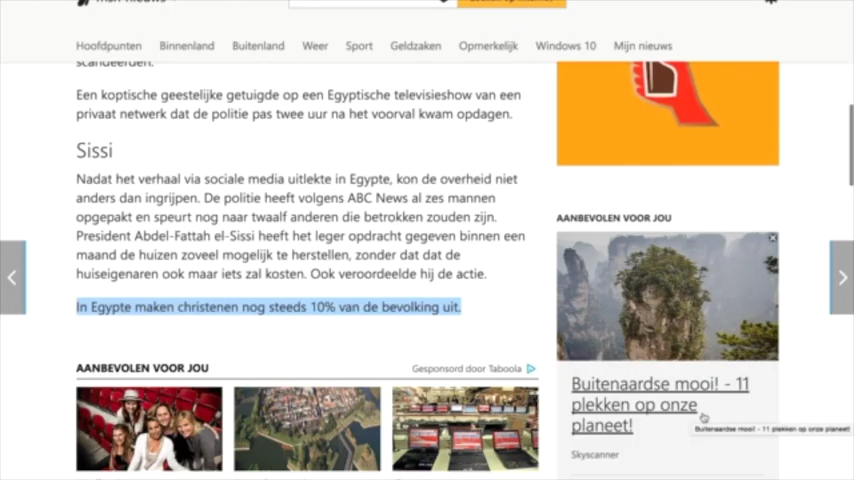 Hoofdpunten Binnenland Buitenland Weer Sport Geldzaken Opmerkelijk Windows 10 Mijn nieuws
scandeerden.
Een koptische geestelijke getuigde op een Egyptische televisieshow van een
privaat netwerk dat de politie pas twee uur na het voorval kwam opdagen.
Sissi
Nadat het verhaal via sociale media uitlekte in Egypte, kon de overheid niet
anders dan ingrijpen. De politie heeft volgens ABC News al zes mannen
opgepakt en speurt nog naar twaalf anderen die betrokken zouden zijn.
President Abdel-Fattah el-Sissi heeft het leger opdracht gegeven binnen een
maand de huizen zoveel mogelijk te herstellen, zonder dat dat de
huiseigenaren ook maar iets zal kosten. Ook veroordeelde hij de actie.
In Egypte maken christenen nog steeds 10% van de bevolking uit.
AANBEVOLEN VOOR JOU
Gesponsord door Taboola
AANBEVOLEN VOOR JOU
Buitenaardse mooi! - 11
plekken op onze
planeet!
Buitenaardse mooi! - 11 plekken op onze planeet!
Skyscanner